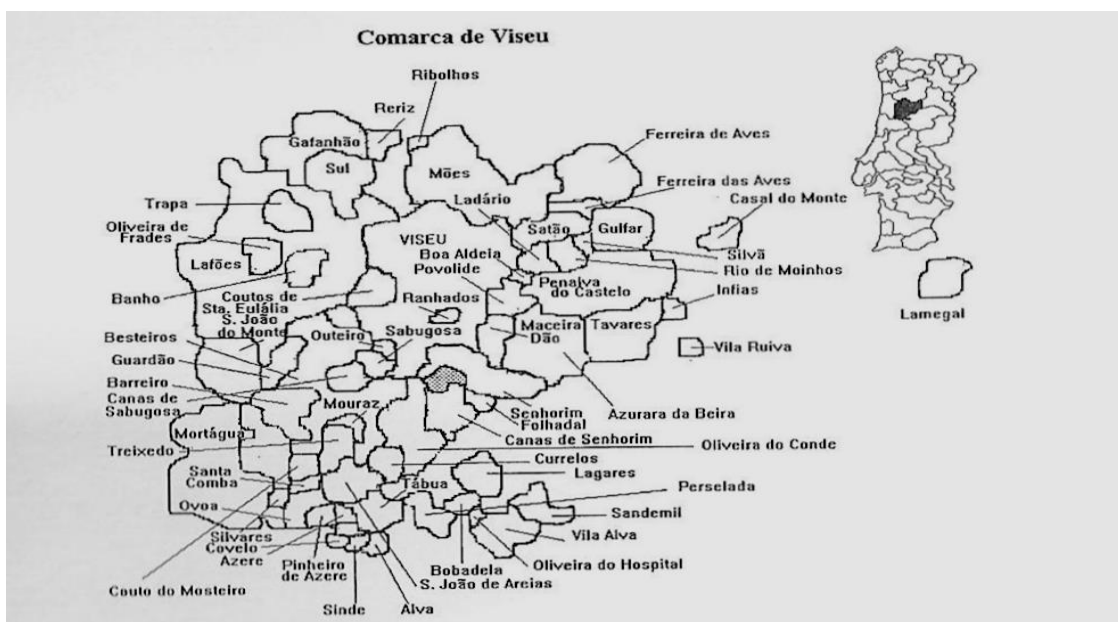 Comarca de Viseu
Ribolhos
Reriz
Gafanhão
Ferreira de Aves
Sul
Mões
Ferreira das Aves
Ladário
Casal do Monte
Trapa
Oliveira de
Frades
Satão
Gulfar
VISEU
Silvã
Lafões
Boa Aldeia
Povolide
Rio de Moinhos
Penalva
do Castelo
Infias
Banho
Coutos de
Sta. Eulália
Ranhados
Lamegal
S. João
do Monte
Besteiros
Outeiro
Sabugosa
Maceira
Dão
Tavares
Vila Ruiva
Guardão
Barreiro
Canas de
Sabugosa
Mouraz
Senhorim
Folhadal
Azurara da Beira
Mortágua
Canas de Senhorim
Oliveira do Conde
Treixedo
Currelos
Santa
Comba
Tábua
Lagares
Perselada
Ovoa
Sandemil
Silvares
Covelo
Azere
Vila Alva
Pinheiro
de Azere
Bobadela
Oliveira do Hospital
S. João de Areias
Couto do Mosteiro
Sinde
Alva